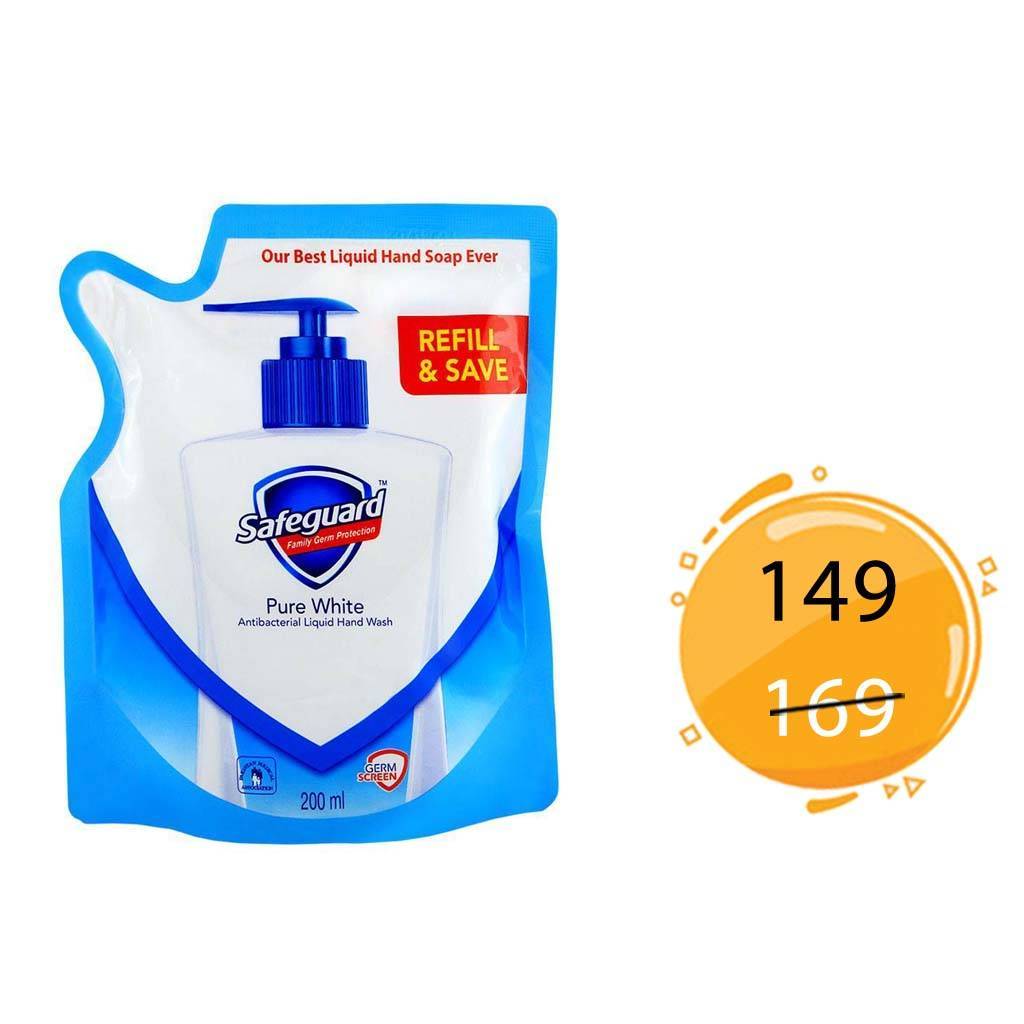 Our Best Liquid Hand Soap Ever
REFILL
& SAVE
Safeguard™
Family Germ Protection
Pure White
Antibacterial Liquid Hand Wash
GERM
SCREEN
200 ml
149
169